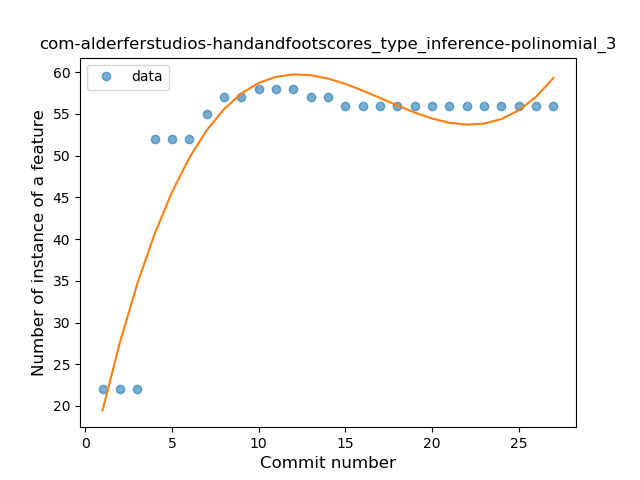 com-alderferstudios-handandfootscores_type_inference-polinomial_3
data
Number of instance of a feature
60
55
50
45
40
35
30
25
20
0 5 10 15 20 25
Commit number